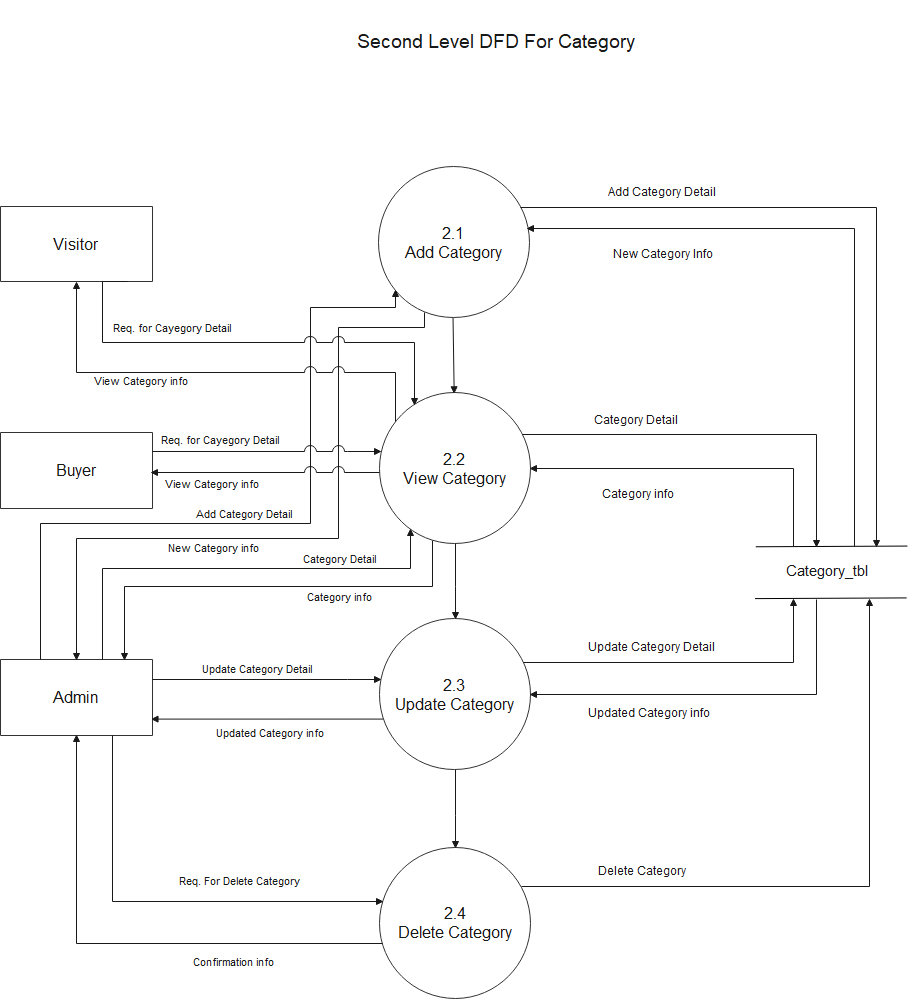 Second Level DFD For Category
Add Category Detail
2.1
Add Category
Visitor
New Category Info
Req. for Cayegory Detail
View Category info
Category Detail
Req. for Cayegory Detail
2.2
View Category
Buyer
View Category info
Category info
Add Category Detail
New Category info
Category Detail
Category_tbl
Category info
Update Category Detail
Update Category Detail
2.3
Update Category
Admin
Updated Category info
Updated Category info
Delete Category
Req. For Delete Category
2.4
Delete Category
Confirmation info